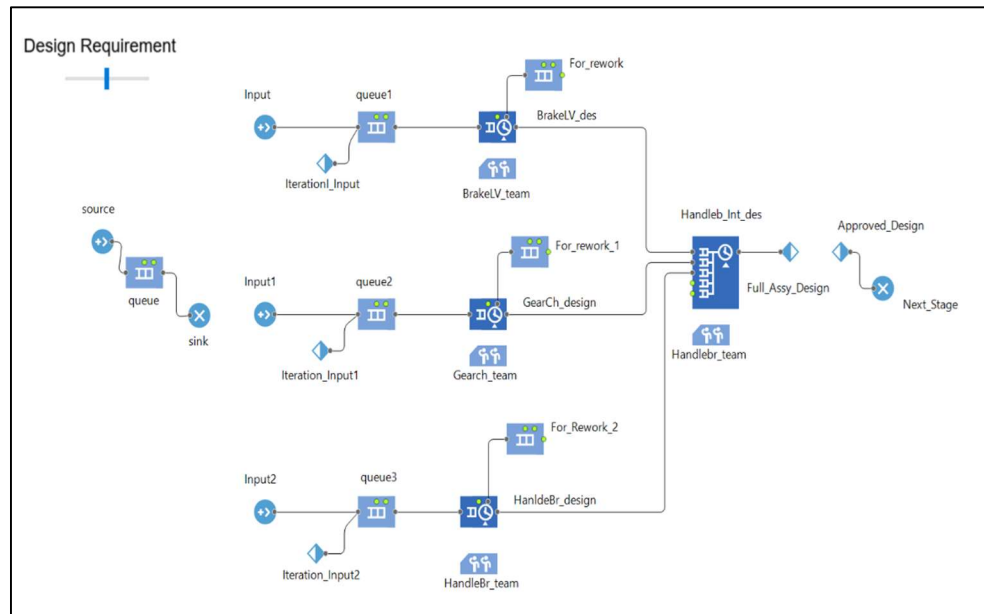 Design Requirement
For_rework
Input
queue1
BrakeLV_des
IterationI_Input
BrakeLV_team
source
Handleb_Int_des
Approved_Design
For_rework_1
queue
Input1
queue2
GearCh_design
Full_Assy_Design
Next_Stage
sink
Iteration_Input1
Gearch_team
Handlebr_team
For_Rework_2
Input2
queue3
HanldeBr_design
Iteration_Input2
HandleBr_team